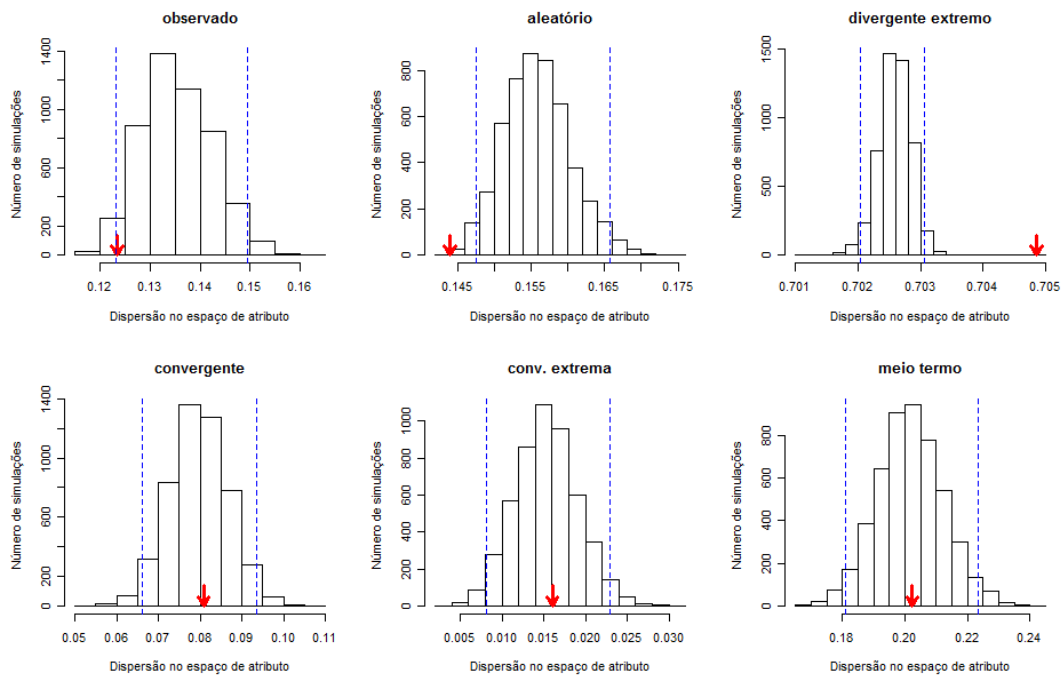 observado
Número de simulações
0 200 600 1000 1400
0.12 0.13 0.14 0.15 0.16
Dispersão no espaço de atributo
aleatório
Número de simulações
0 200 400 600 800
0.145 0.155 0.165 0.175
Dispersão no espaço de atributo
divergente extremo
Número de simulações
0 500 1000 1500
0.701 0.702 0.703 0.704 0.705
Dispersão no espaço de atributo
convergente
Número de simulações
0 200 600 1000 1400
0.05 0.06 0.07 0.08 0.09 0.10 0.11
Dispersão no espaço de atributo
conv. extrema
Número de simulações
0 200 400 600 800 1000
0.005 0.010 0.015 0.020 0.025 0.030
Dispersão no espaço de atributo
meio termo
Número de simulações
0 200 400 600 800
0.18 0.20 0.22 0.24
Dispersão no espaço de atributo